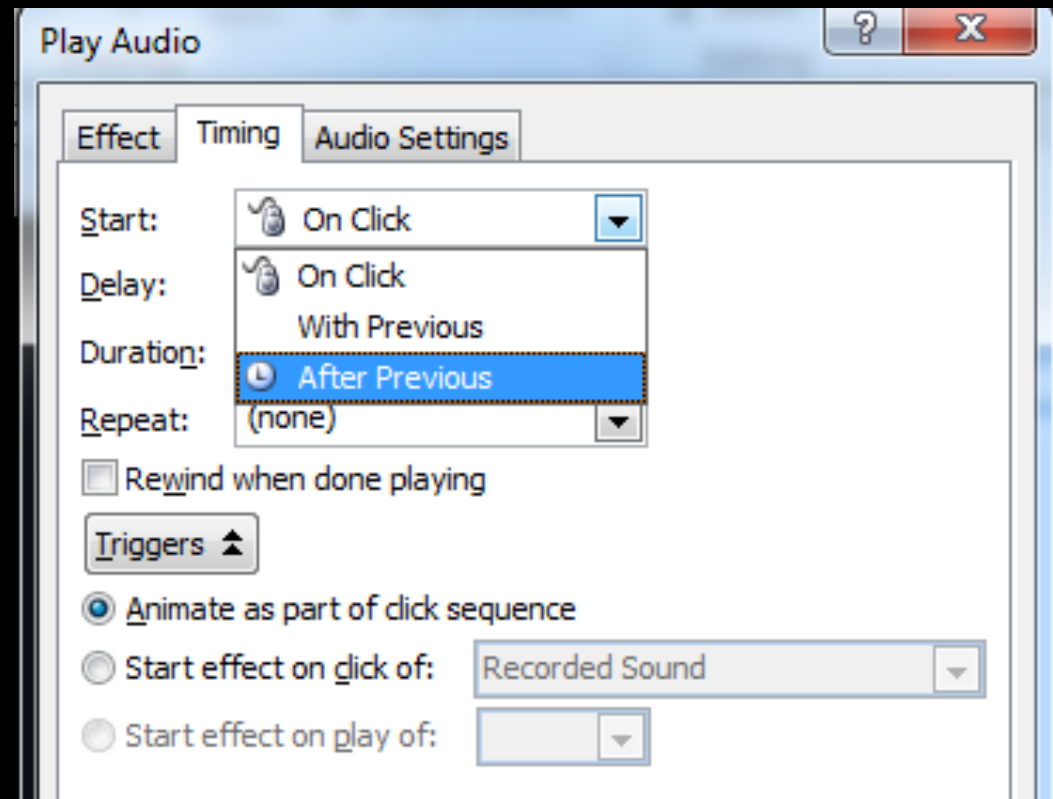 Play Audio
Effect Timing Audio Settings
Start: On Click
Delay: On Click
With Previous
Duration:
After Previous
Repeat: (none)
Rewind when done playing
Triggers
Animate as part of click sequence
Start effect on click of: Recorded Sound
Start effect on play of: